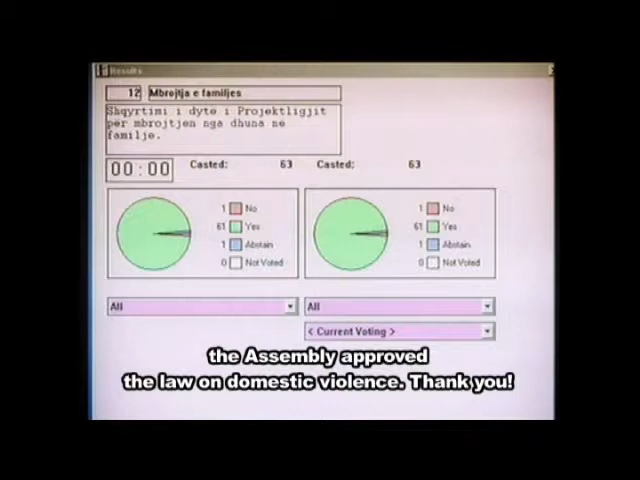 Results
12 Mbrojtja e familjes
Shqyrtimi i dytë i Projektligjit
për mbrojtjen nga dhuna në
familje.
00:00 Casted: 63 Casted: 63
1 No 1 No
61 Yes 61 Yes
1 Abstain 1 Abstain
0 Not Voted 0 Not Voted
All All
< Current Voting >
the Assembly approved
the law on domestic violence. Thank you!